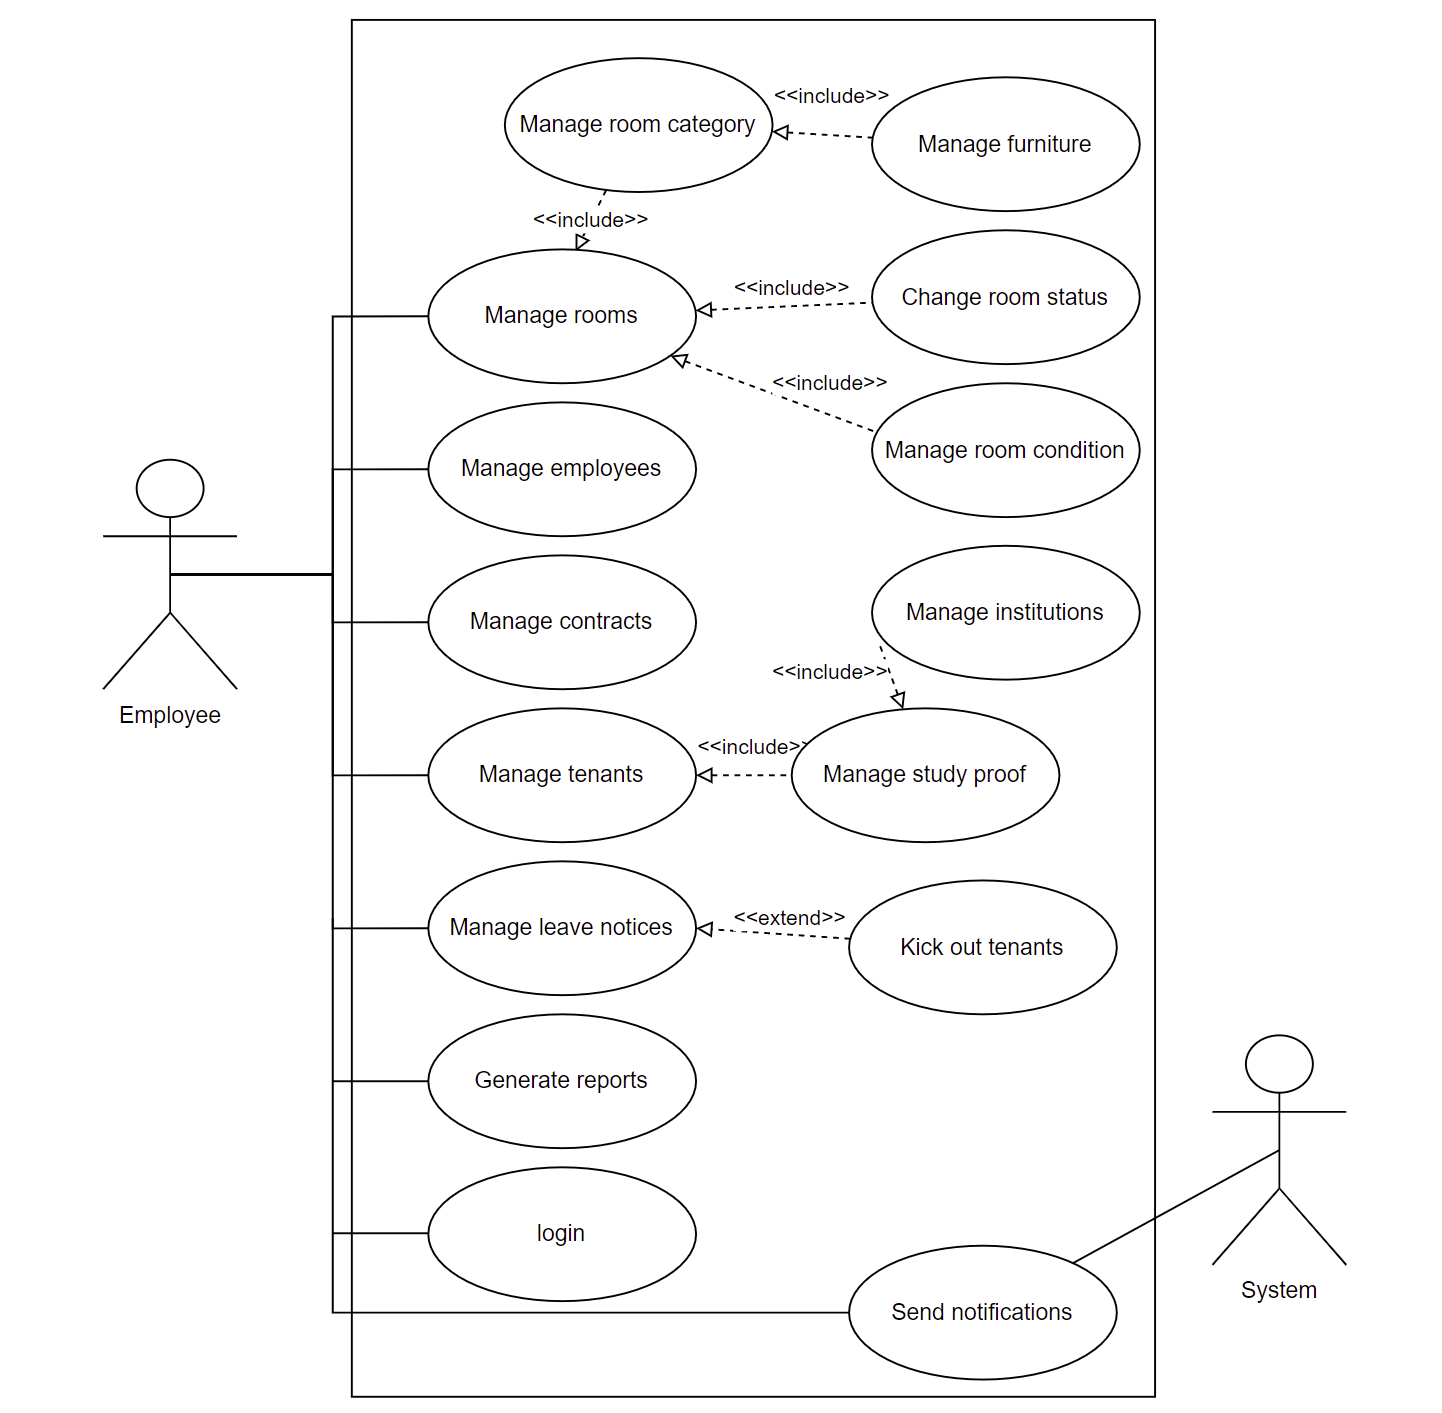 Manage room category
<<include>>
Manage furniture
<<include>>
Manage rooms
<<include>>
Change room status
<<include>>
Manage room condition
Manage employees
Manage contracts
Manage institutions
<<include>>
Employee
Manage tenants
<<include>>
Manage study proof
Manage leave notices
<<extend>>
Kick out tenants
Generate reports
login
System
Send notifications